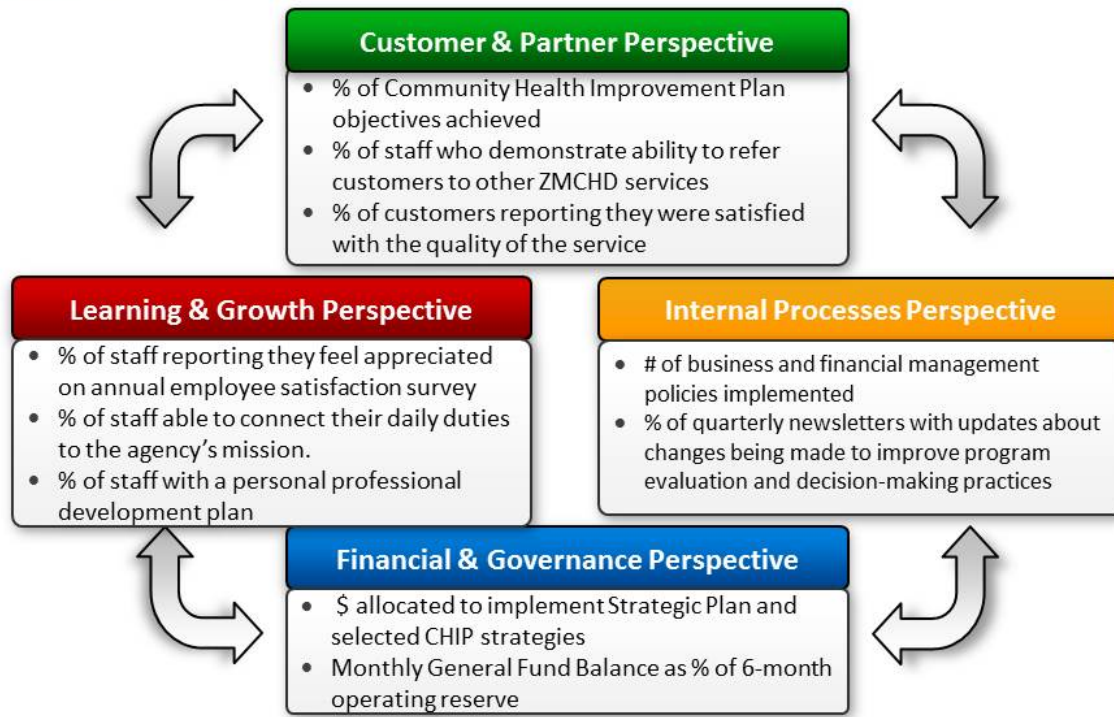 Customer & Partner Perspective
• % of Community Health Improvement Plan
objectives achieved
• % of staff who demonstrate ability to refer
customers to other ZMCHD services
• % of customers reporting they were satisfied
with the quality of the service
Learning & Growth Perspective
• % of staff reporting they feel appreciated
on annual employee satisfaction survey
• % of staff able to connect their daily duties
to the agency’s mission.
• % of staff with a personal professional
development plan
Internal Processes Perspective
• # of business and financial management
policies implemented
• % of quarterly newsletters with updates about
changes being made to improve program
evaluation and decision-making practices
Financial & Governance Perspective
• $ allocated to implement Strategic Plan and
selected CHIP strategies
• Monthly General Fund Balance as % of 6-month
operating reserve